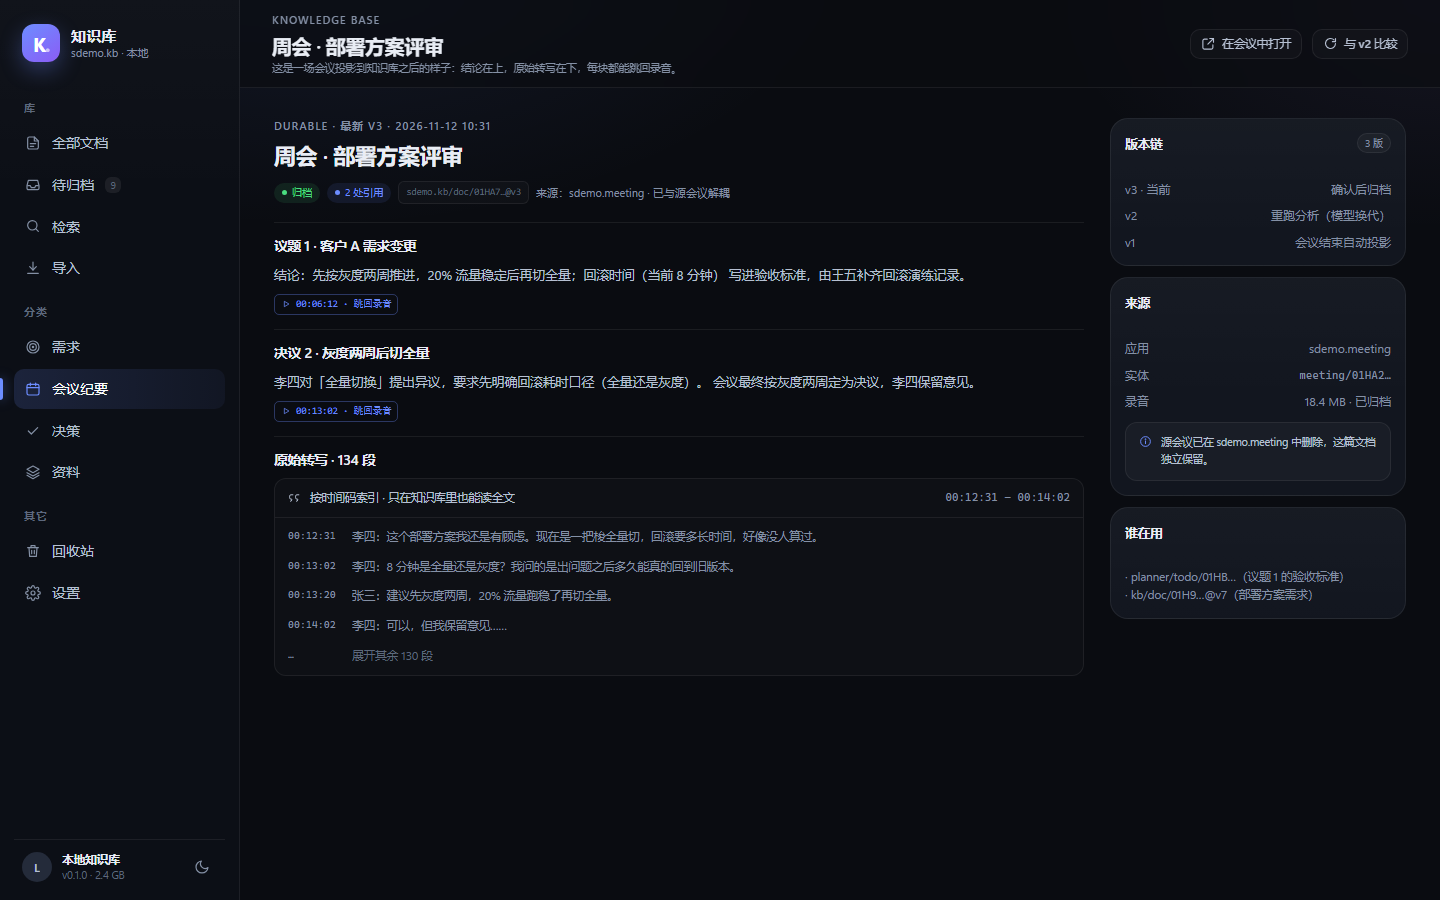 K.
知识库
sdemo.kb · 本地
库
全部文档
待归档 9
检索
导入
分类
需求
会议纪要
决策
资料
其它
回收站
设置
L
本地知识库
v0.1.0 · 2.4 GB
KNOWLEDGE BASE
周会 · 部署方案评审
这是一场会议投影到知识库之后的样子：结论在上，原始转写在下，每块都能跳回录音。
在会议中打开
与 v2 比较
DURABLE · 最新 V3 · 2026-11-12 10:31
周会 · 部署方案评审
归档
2 处引用
sdemo.kb/doc/01HA7…@v3
来源：sdemo.meeting · 已与源会议解耦
议题 1 · 客户 A 需求变更
结论：先按灰度两周推进，20% 流量稳定后再切全量；回滚时间（当前 8 分钟） 写进验收标准，由王五补齐回滚演练记录。
00:06:12 · 跳回录音
决议 2 · 灰度两周后切全量
李四对「全量切换」提出异议，要求先明确回滚耗时口径（全量还是灰度）。 会议最终按灰度两周定为决议，李四保留意见。
00:13:02 · 跳回录音
原始转写 · 134 段
按时间码索引 · 只在知识库里也能读全文
00:12:31 — 00:14:02
00:12:31 李四：这个部署方案我还是有顾虑。现在是一把梭全量切，回滚要多长时间，好像没人算过。
00:13:02 李四：8 分钟是全量还是灰度？我问的是出问题之后多久能真的回到旧版本。
00:13:20 张三：建议先灰度两周，20% 流量跑稳了再切全量。
00:14:02 李四：可以，但我保留意见……
— 展开其余 130 段
版本链
3 版
v3 · 当前 确认后归档
v2 重跑分析（模型换代）
v1 会议结束自动投影
来源
应用 sdemo.meeting
实体 meeting/01HA2…
录音 18.4 MB · 已归档
源会议已在 sdemo.meeting 中删除，这篇文档
独立保留。
谁在用
· planner/todo/01HB…（议题 1 的验收标准）
· kb/doc/01H9…@v7（部署方案需求）